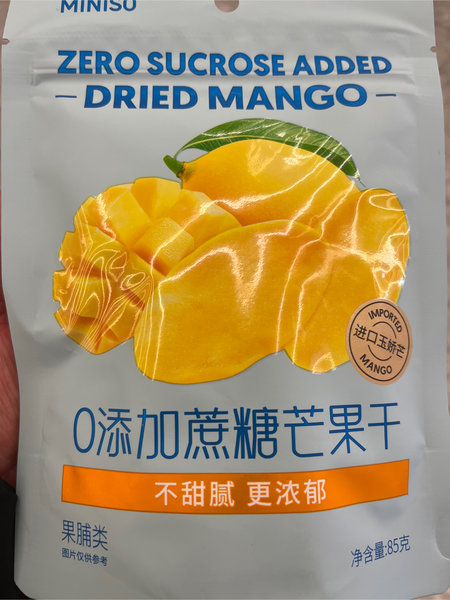 MINISO
ZERO SUCROSE ADDED
DRIED MANGO
IMPORTED
进口玉娇芒
MANGO
0添加蔗糖芒果干
不甜腻 更浓郁
果脯类
图片仅供参考
净含量:85克